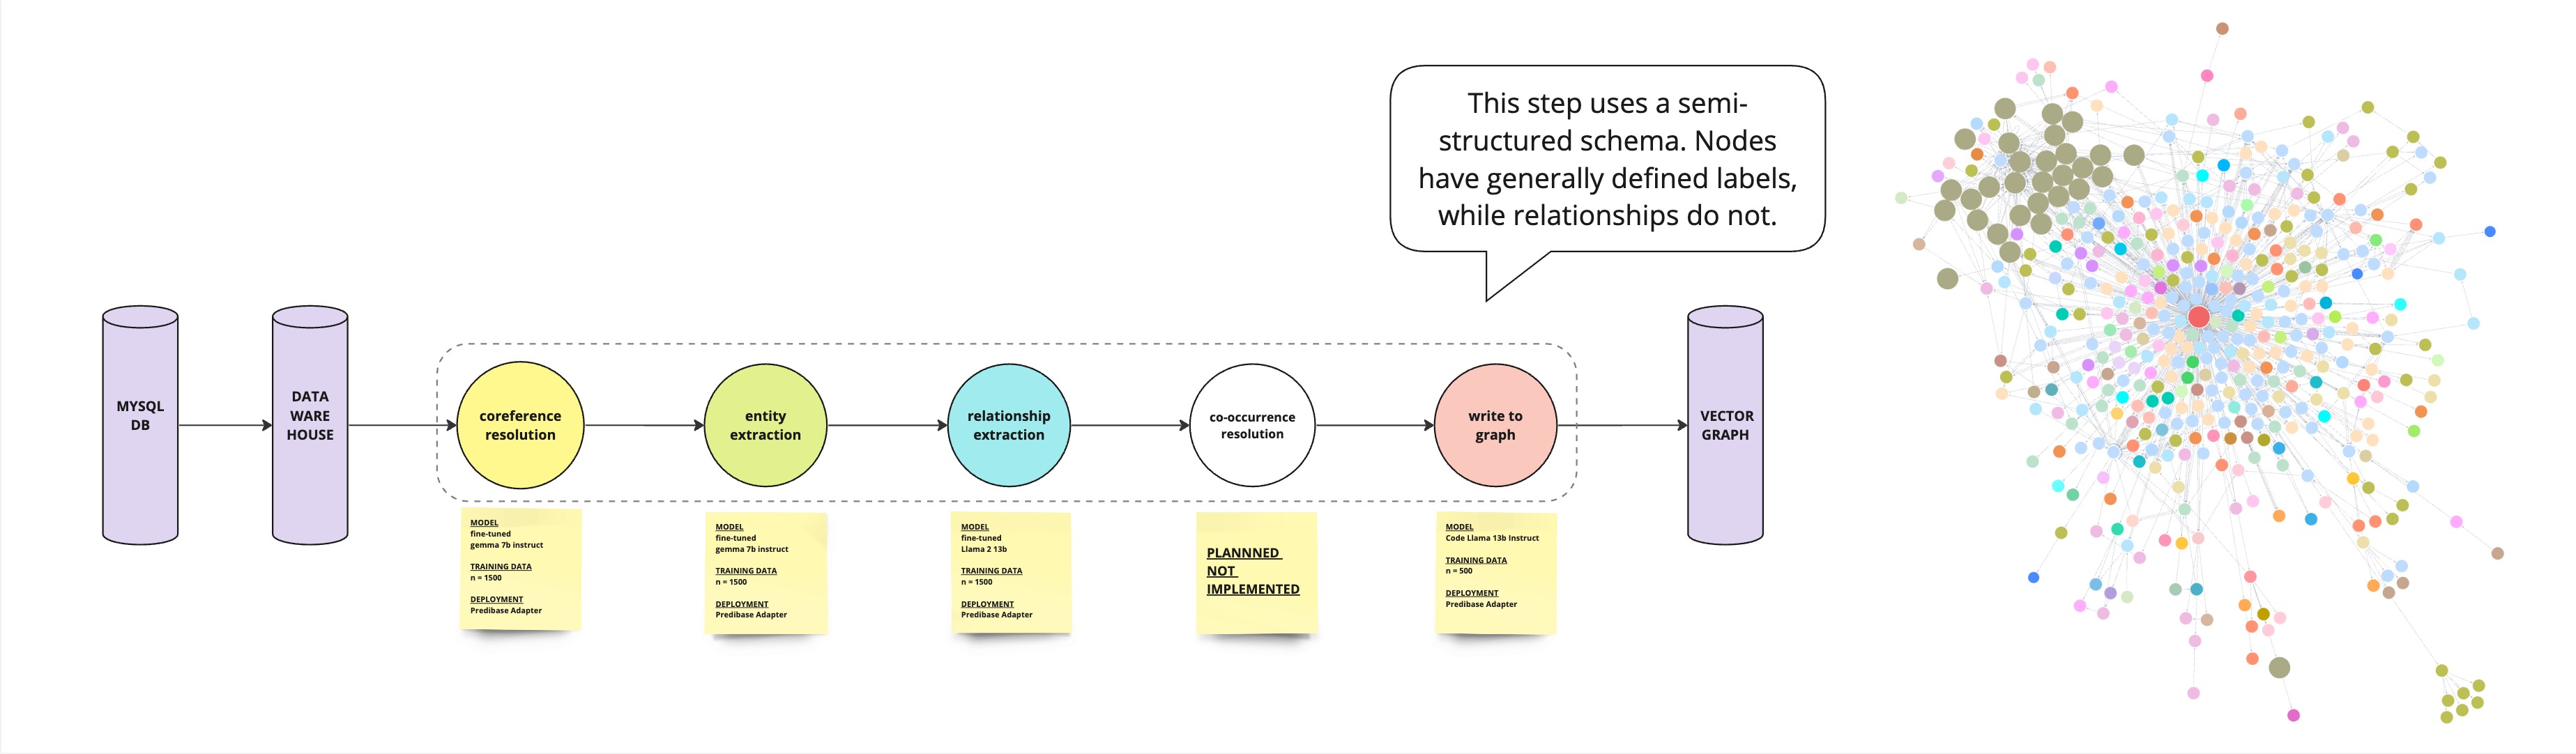 This step uses a semi-
structured schema. Nodes
have generally defined labels,
while relationships do not.
MYSQL
DB
DATA
WARE
HOUSE
coreference
resolution
entity
extraction
relationship
extraction
co-occurrence
resolution
write to
graph
VECTOR
GRAPH
MODEL
fine-tuned
gemma 7b instruct
TRAINING DATA
n = 1500
DEPLOYMENT
Predibase Adapter
MODEL
fine-tuned
gemma 7b instruct
TRAINING DATA
n = 1500
DEPLOYMENT
Predibase Adapter
MODEL
fine-tuned
Llama 2 13b
TRAINING DATA
n = 1500
DEPLOYMENT
Predibase Adapter
PLANNNED
NOT
IMPLEMENTED
MODEL
Code Llama 13b Instruct
TRAINING DATA
n = 500
DEPLOYMENT
Predibase Adapter